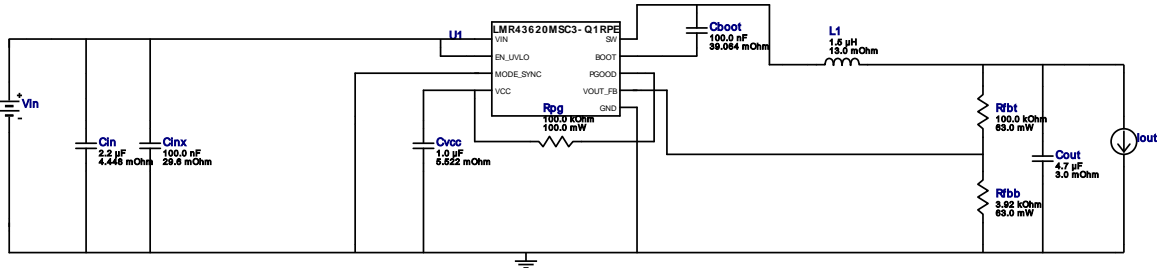 LMR43620MSC3- Q1RPE
U1
VIN
SW
EN_UVLO
BOOT
MODE_SYNC
PGOOD
VCC
VOUT_FB
GND
Cboot
100.0 nF
39.064 mOhm
L1
1.5 µH
13.0 mOhm
Vin
+
-
Cin
2.2 µF
4.448 mOhm
Cinx
100.0 nF
29.6 mOhm
Cvcc
1.0 µF
5.522 mOhm
Rpg
100.0 kOhm
100.0 mW
Rfbt
100.0 kOhm
63.0 mW
Rfbb
3.92 kOhm
63.0 mW
Cout
4.7 µF
3.0 mOhm
Iout